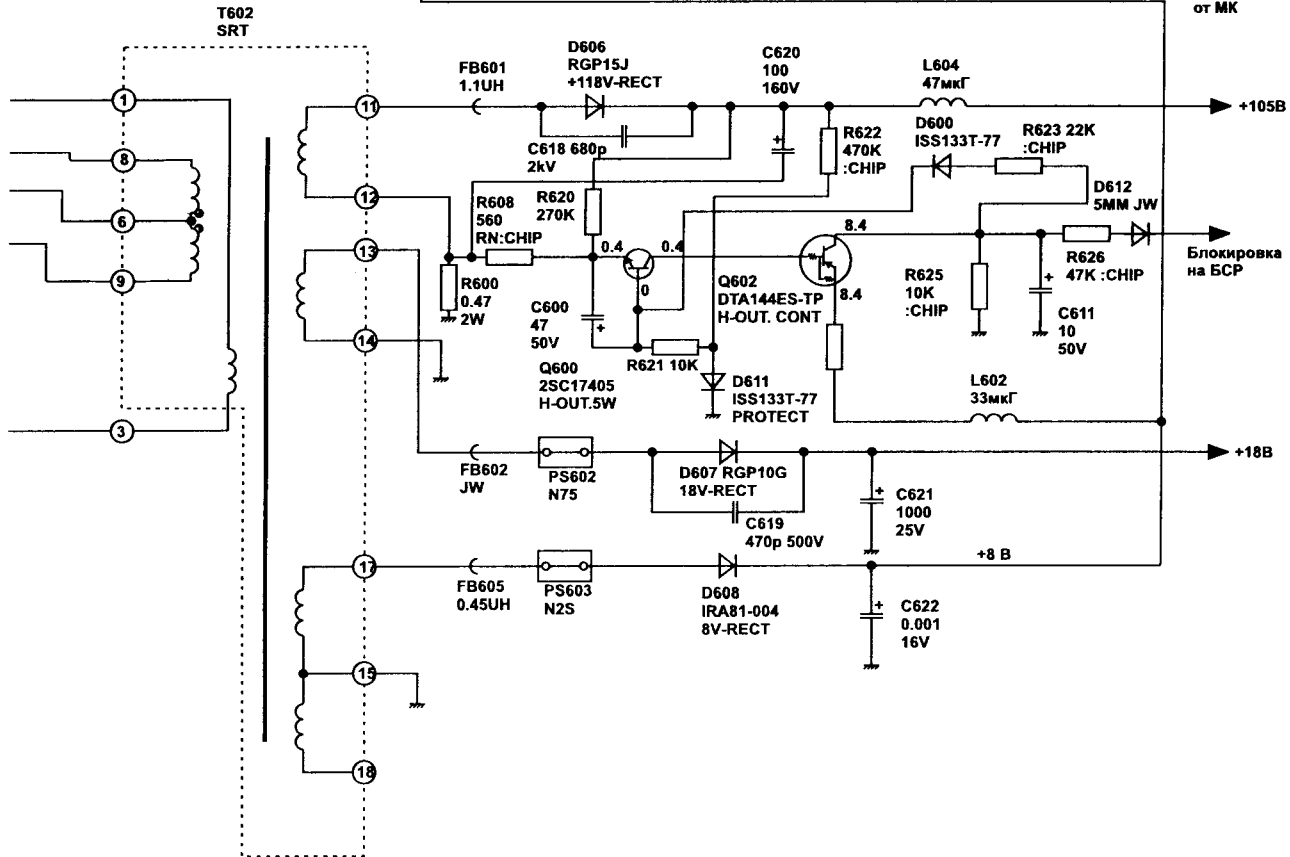 от МК
T602
SRT
1
8
6
9
3
11
12
13
14
17
15
18
FB601
1.1UH
D606
RGP15J
+118V-RECT
C618 680p
2kV
C620
100
160V
L604
47мкГ
+105В
R622
470K
:CHIP
D600
ISS133T-77
R623 22K
:CHIP
D612
5MM JW
R608
560
RN:CHIP
R620
270K
R600
0.47
2W
0.4
0.4
0
8.4
8.4
C600
47
50V
+
Q602
DTA144ES-TP
H-OUT. CONT
R625
10K
:CHIP
R626
47K :CHIP
+
C611
10
50V
Блокировка
на БСР
R621 10K
Q600
2SC17405
H-OUT.5W
D611
ISS133T-77
PROTECT
L602
33мкГ
FB602
JW
PS602
N75
D607 RGP10G
18V-RECT
C619
470p 500V
+
C621
1000
25V
+18В
+8 В
FB605
0.45UH
PS603
N2S
D608
IRA81-004
8V-RECT
+
C622
0.001
16V
+